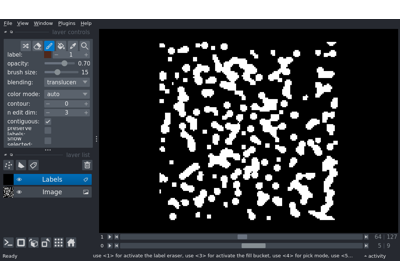 File View Window Plugins Help
layer controls
label: 1
opacity: 0.70
brush size: 15
blending: translucen
color mode: auto
contour: 0
n edit dim: 3
contiguous:
preserve labels:
show selected:
layer list
Labels
Image
1 64 127
0 5 9
Ready use <1> for activate the label eraser, use <3> for activate the fill bucket, use <4> for pick mode, use <5... activity